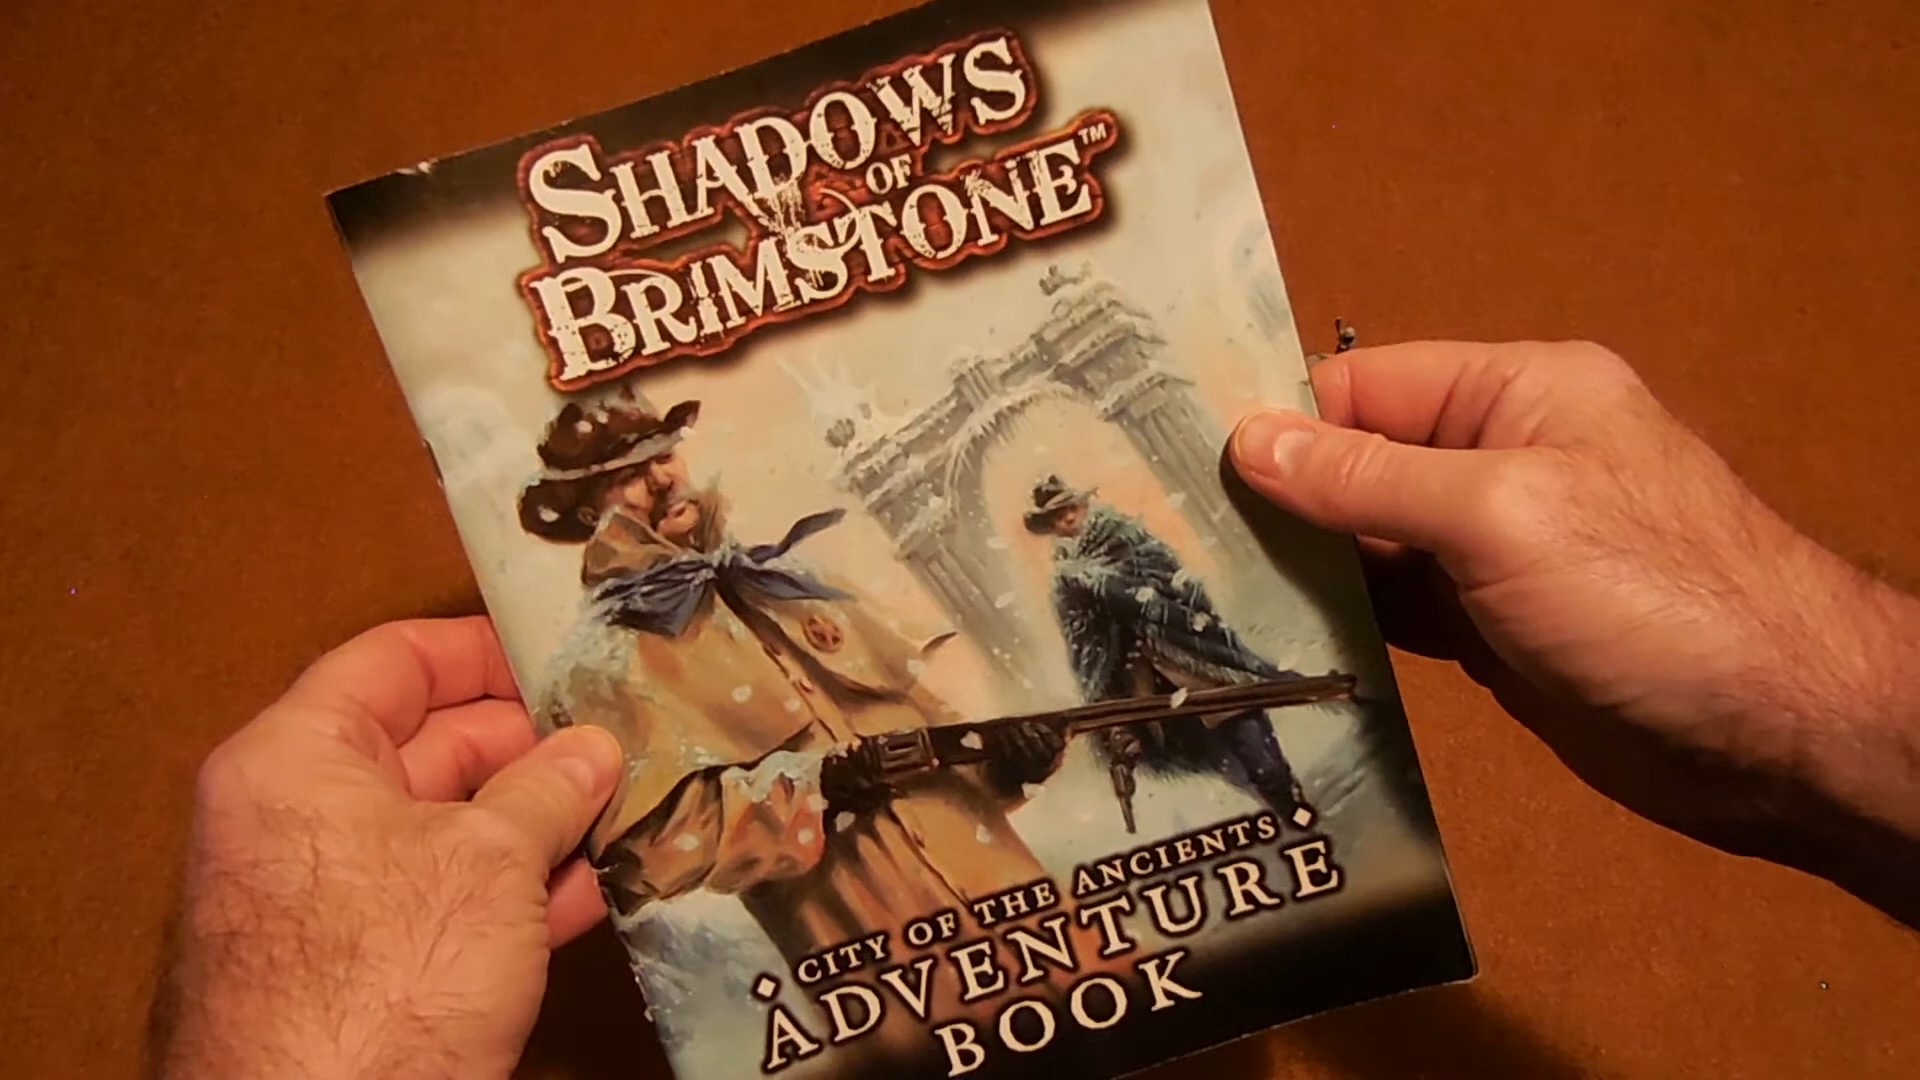 SHADOWS
OF
BRIMSTONE™
CITY OF THE ANCIENTS
ADVENTURE
BOOK